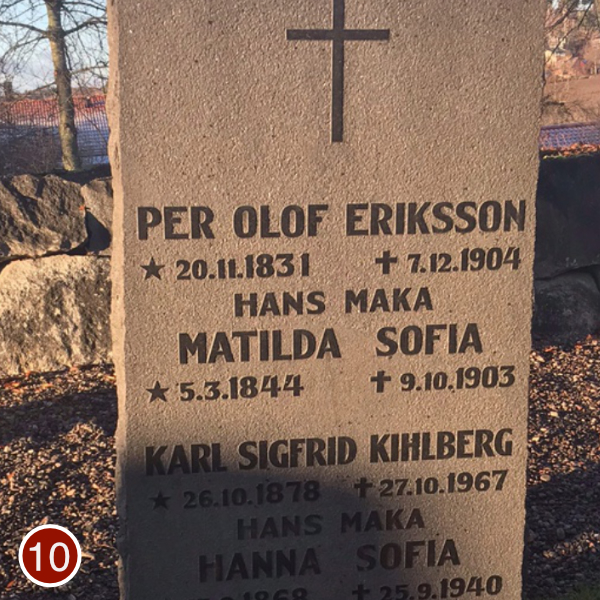 PER OLOF ERIKSSON
★ 20.11.1831 ✝ 7.12.1904
HANS MAKA
MATILDA SOFIA
★ 5.3.1844 ✝ 9.10.1903
KARL SIGFRID KIHLBERG
★ 26.10.1878 ✝ 27.10.1967
HANS MAKA
HANNA SOFIA
✝ 25.9.1940
10